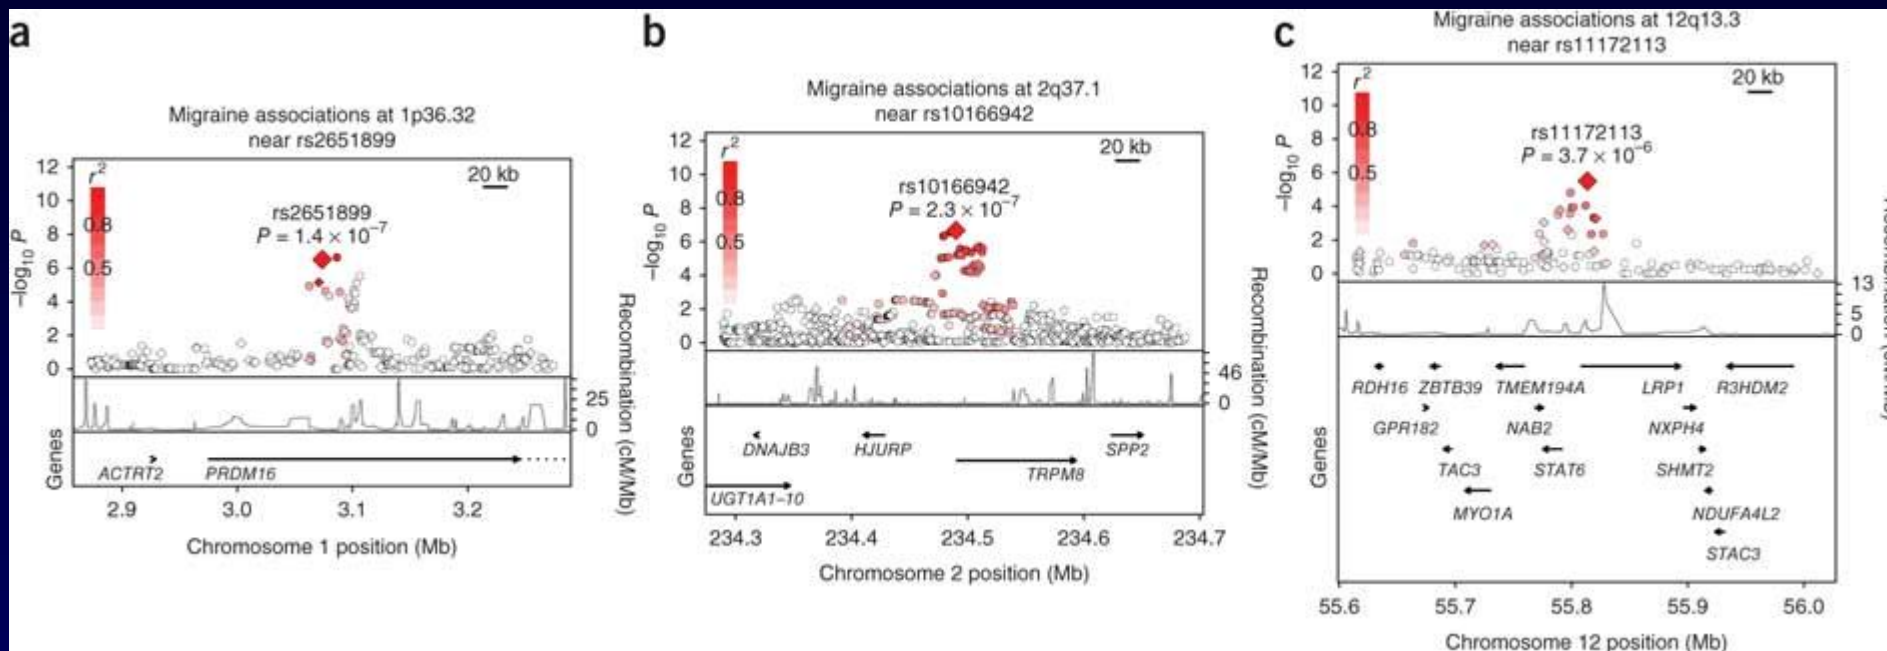 a
Migraine associations at 1p36.32
near rs2651899
12
10
8
6
4
2
0
–log10 P
r2
0.8
0.5
20 kb
rs2651899
P = 1.4 × 10−7
25
0
Recombination (cM/Mb)
Genes
ACTRT2
PRDM16
2.9
3.0
3.1
3.2
Chromosome 1 position (Mb)
b
Migraine associations at 2q37.1
near rs10166942
12
10
8
6
4
2
0
–log10 P
r2
0.8
0.5
20 kb
rs10166942
P = 2.3 × 10−7
46
0
Recombination (cM/Mb)
Genes
DNAJB3
HJURP
SPP2
TRPM8
UGT1A1–10
234.3
234.4
234.5
234.6
234.7
Chromosome 2 position (Mb)
c
Migraine associations at 12q13.3
near rs11172113
12
10
8
6
4
2
0
–log10 P
r2
0.8
0.5
20 kb
rs11172113
P = 3.7 × 10−6
13
5
0
Genes
RDH16
ZBTB39
TMEM194A
LRP1
R3HDM2
GPR182
NAB2
NXPH4
TAC3
STAT6
SHMT2
MYO1A
NDUFA4L2
STAC3
55.6
55.7
55.8
55.9
56.0
Chromosome 12 position (Mb)